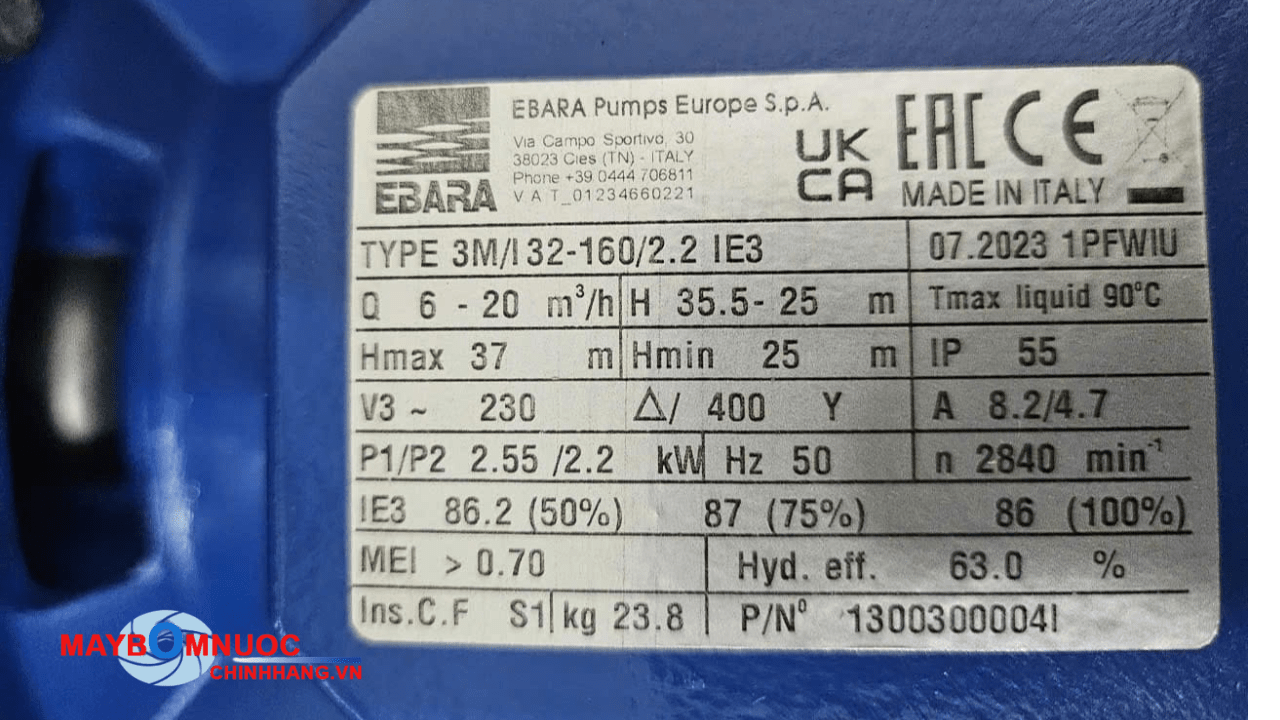 EBARA
EBARA Pumps Europe S.p.A.
Via Campo Sportivo, 30
38023 Cles (TN) - ITALY
Phone +39 0444 706811
V A T_01234660221
UK
CA
EAC CE
MADE IN ITALY
TYPE 3M/I 32-160/2.2 IE3 07.2023 1PFWIU
Q 6 - 20 m³/h H 35.5 - 25 m Tmax liquid 90°C
Hmax 37 m Hmin 25 m IP 55
V3 ~ 230 △/ 400 Y A 8.2/4.7
P1/P2 2.55 /2.2 kW Hz 50 n 2840 min⁻¹
IE3 86.2 (50%) 87 (75%) 86 (100%)
MEI > 0.70 Hyd. eff. 63.0 %
Ins.C.F S1 kg 23.8 P/N° 1300300004I
MAYBOMNUOC
CHINHHANG.VN